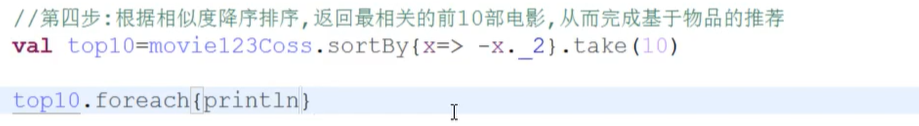 //第四步:根据相似度降序排序,返回最相关的前10部电影,从而完成基于物品的推荐
val top10=movie123Coss.sortBy{x=> -x._2}.take(10)
top10.foreach{println}